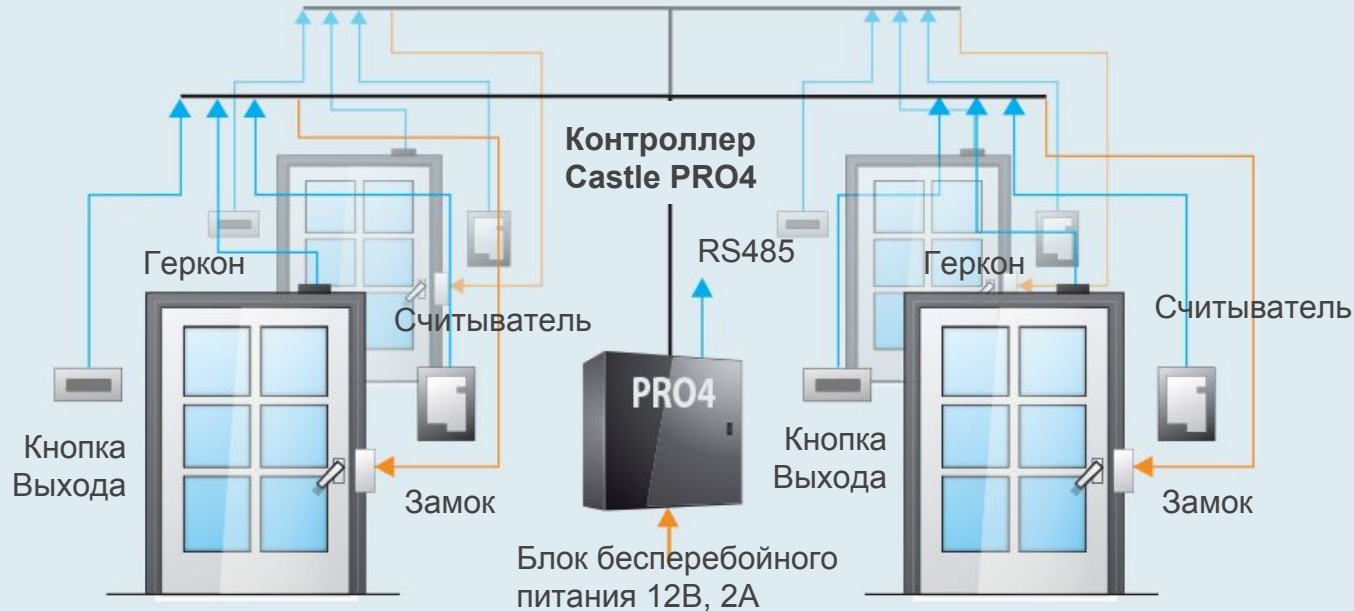 Контроллер
Castle PRO4
RS485
Геркон
Геркон
Считыватель
Считыватель
PRO4
Кнопка
Выхода
Кнопка
Выхода
Замок
Замок
Блок бесперебойного
питания 12В, 2А